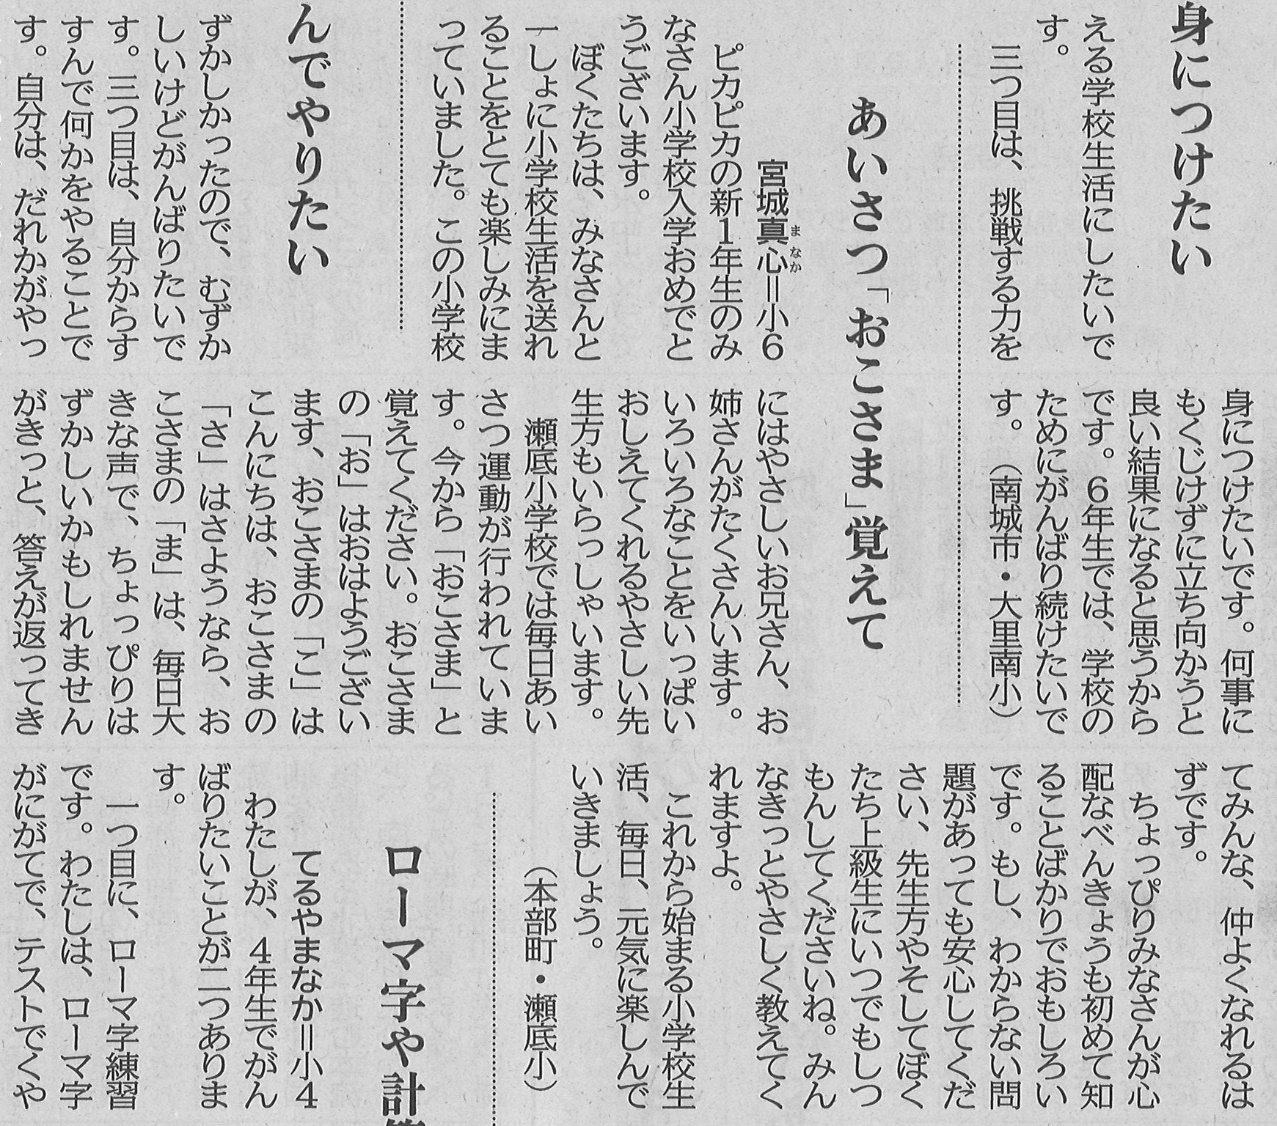 身につけたい
える学校生活にしたいで
す。
三つ目は、挑戦する力を
身につけたいです。何事に
もくじけずに立ち向かうと
良い結果になると思うから
です。6年生では、学校の
ためにがんばり続けたいで
す。（南城市・大里南小）
あいさつ「おこさま」覚えて
宮城真心＝小6
ま なか
ピカピカの新1年生のみ
なさん小学校入学おめでと
うございます。
ぼくたちは、みなさんと
一しょに小学校生活を送れ
ることをとても楽しみにま
っていました。この小学校
にはやさしいお兄さん、お
姉さんがたくさんいます。
いろいろなことをいっぱい
おしえてくれるやさしい先
生方もいらっしゃいます。
瀬底小学校では毎日あい
さつ運動が行われていま
す。今から「おこさま」と
覚えてください。おこさま
の「お」はおはようござい
ます、おこさまの「こ」は
こんにちは、おこさまの
「さ」はさようなら、お
こさまの「ま」は、毎日大
きな声で、ちょっぴりは
ずかしいかもしれません
がきっと、答えが返ってき
てみんな、仲よくなれるは
ずです。
ちょっぴりみなさんが心
配なべんきょうも初めて知
ることばかりでおもしろい
です。もし、わからない問
題があっても安心してくだ
さい、先生方やそしてぼく
たち上級生にいつでもしつ
もんしてくださいね。みん
なきっとやさしく教えてく
れますよ。
これから始まる小学校生
活、毎日、元気に楽しんで
いきましょう。
（本部町・瀬底小）
んでやりたい
ずかしかったので、むずか
しいけどがんばりたいで
す。三つ目は、自分からす
すんで何かをやることで
す。自分は、だれかがやっ
ローマ字や計
てるやまなか＝小4
わたしが、4年生でがん
ばりたいことが二つありま
す。
一つ目に、ローマ字練習
です。わたしは、ローマ字
がにがてで、テストでくや